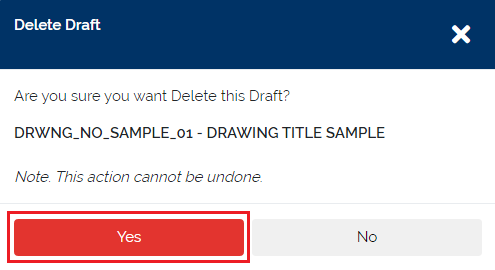 Delete Draft
Are you sure you want Delete this Draft?
DRWNG_NO_SAMPLE_01 - DRAWING TITLE SAMPLE
Note. This action cannot be undone.
Yes
No